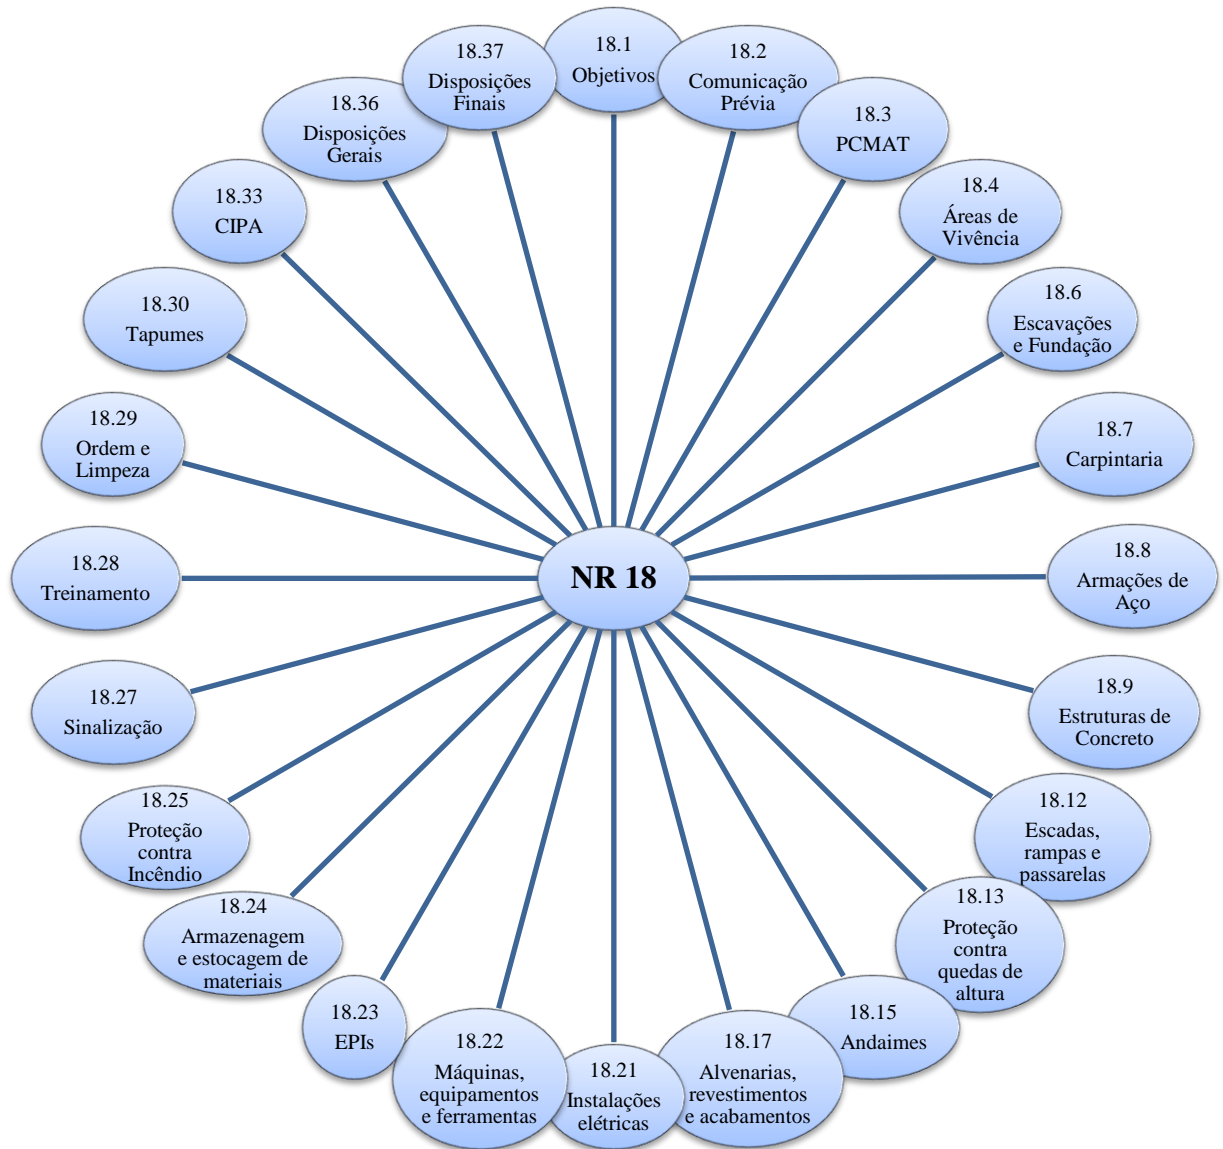 18.1
Objetivos
18.2
Comunicação
Prévia
18.3
PCMAT
18.4
Áreas de
Vivência
18.6
Escavações
e Fundação
18.7
Carpintaria
18.8
Armações de
Aço
18.9
Estruturas de
Concreto
18.12
Escadas,
rampas e
passarelas
18.13
Proteção
contra
quedas de
altura
18.15
Andaimes
18.17
Alvenarias,
revestimentos
e acabamentos
18.21
Instalações
elétricas
18.22
Máquinas,
equipamentos
e ferramentas
18.23
EPIs
18.24
Armazenagem
e estocagem de
materiais
18.25
Proteção
contra
Incêndio
18.27
Sinalização
18.28
Treinamento
18.29
Ordem e
Limpeza
18.30
Tapumes
18.33
CIPA
18.36
Disposições
Gerais
18.37
Disposições
Finais
NR 18